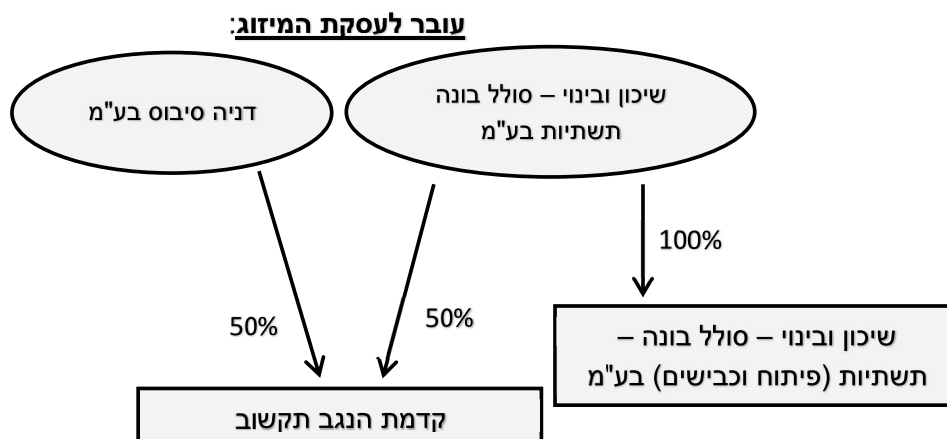 עובר לעסקת המיזוג:
שיכון ובינוי – סולל בונה
תשתיות בע"מ
דניה סיבוס בע"מ
100%
50%
50%
שיכון ובינוי – סולל בונה –
תשתיות (פיתוח וכבישים) בע"מ
קדמת הנגב תקשוב